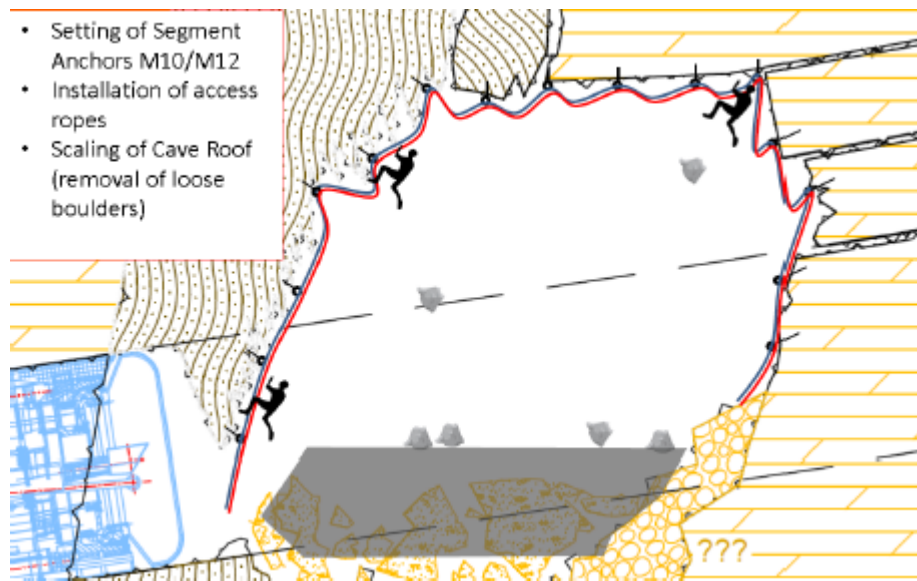 • Setting of Segment
Anchors M10/M12
• Installation of access
ropes
• Scaling of Cave Roof
(removal of loose
boulders)
???